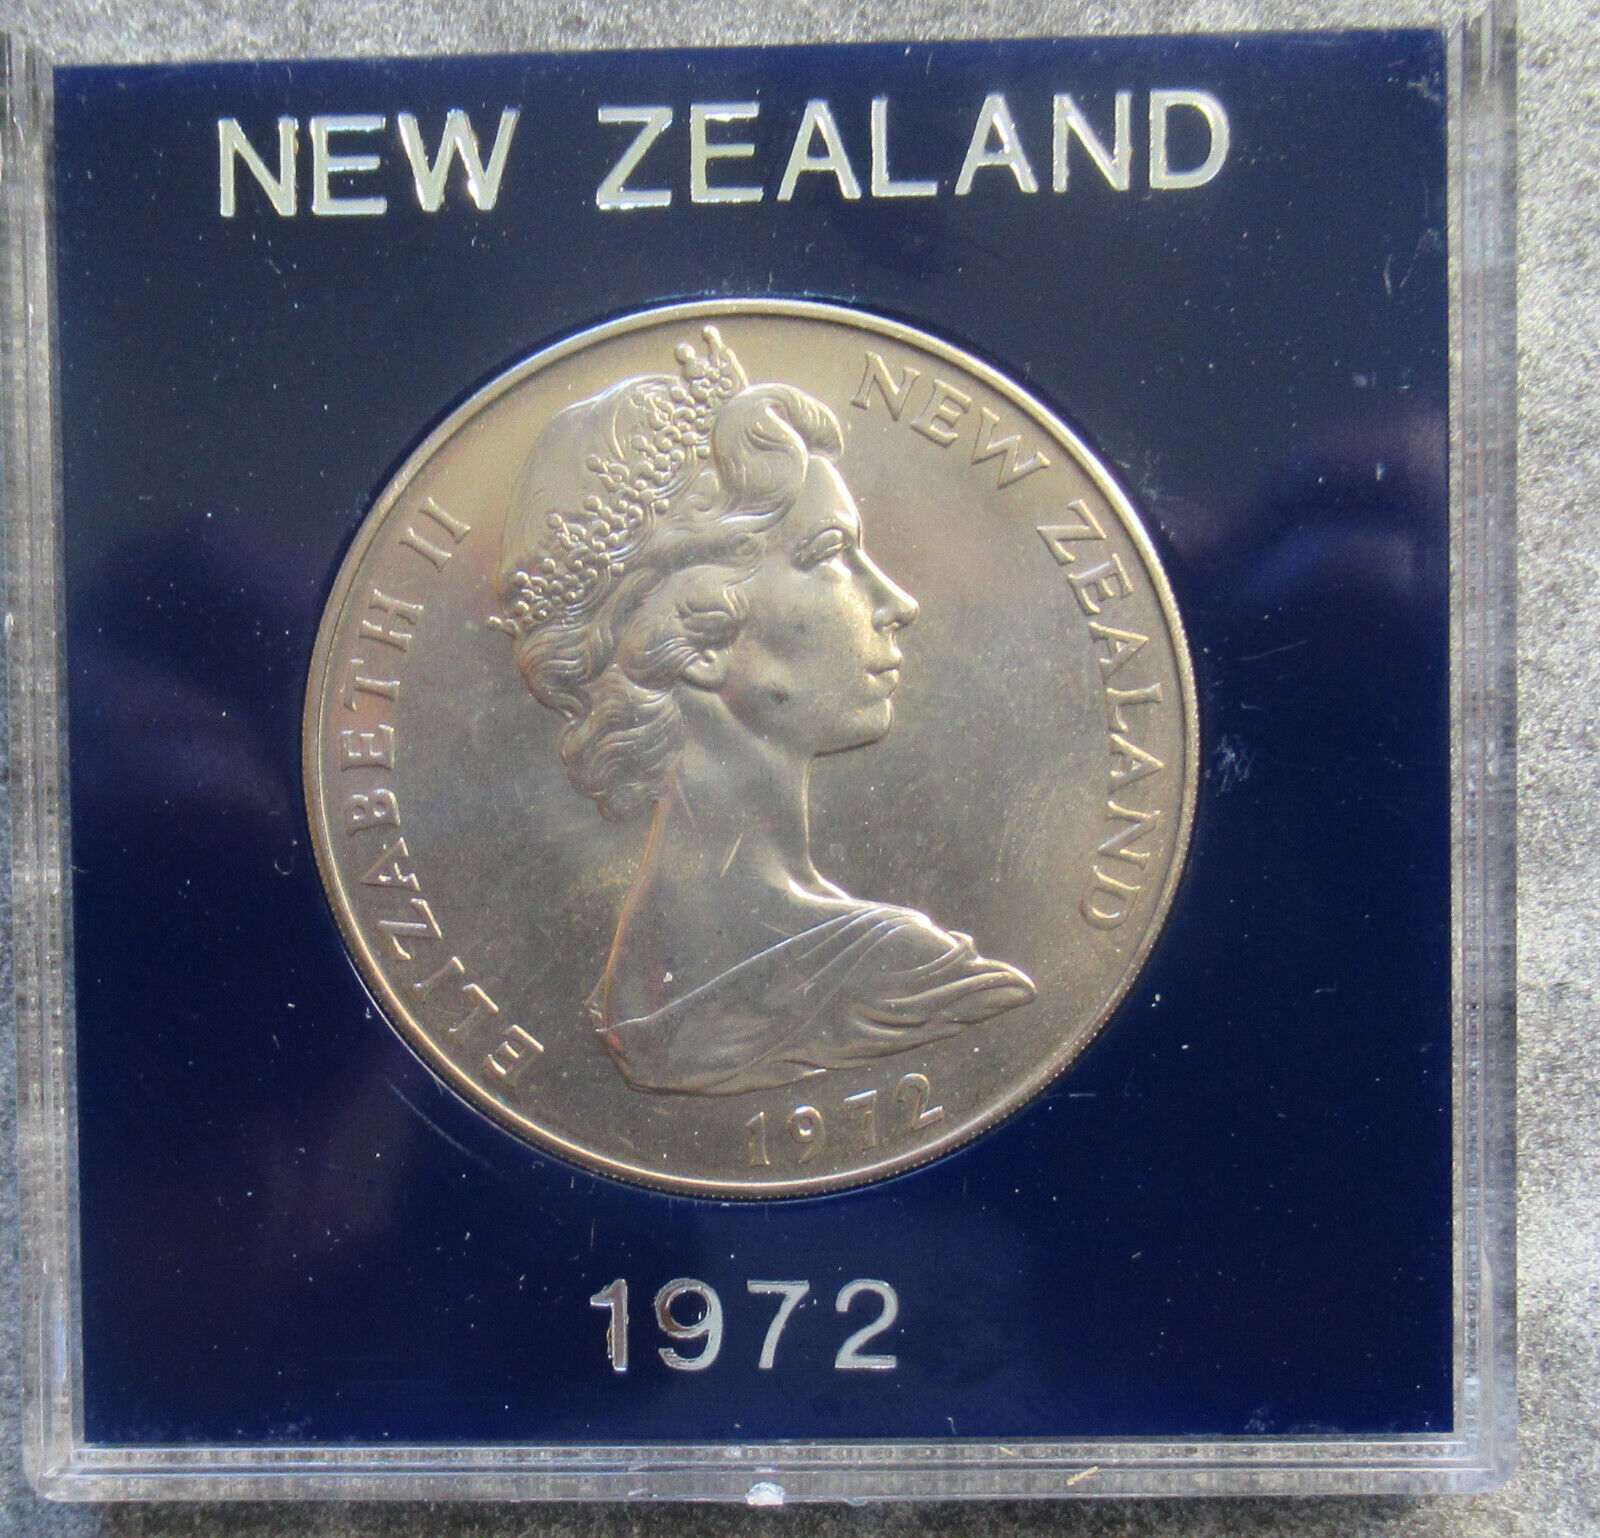 NEW ZEALAND
ELIZABETH II
NEW ZEALAND
1972
1972